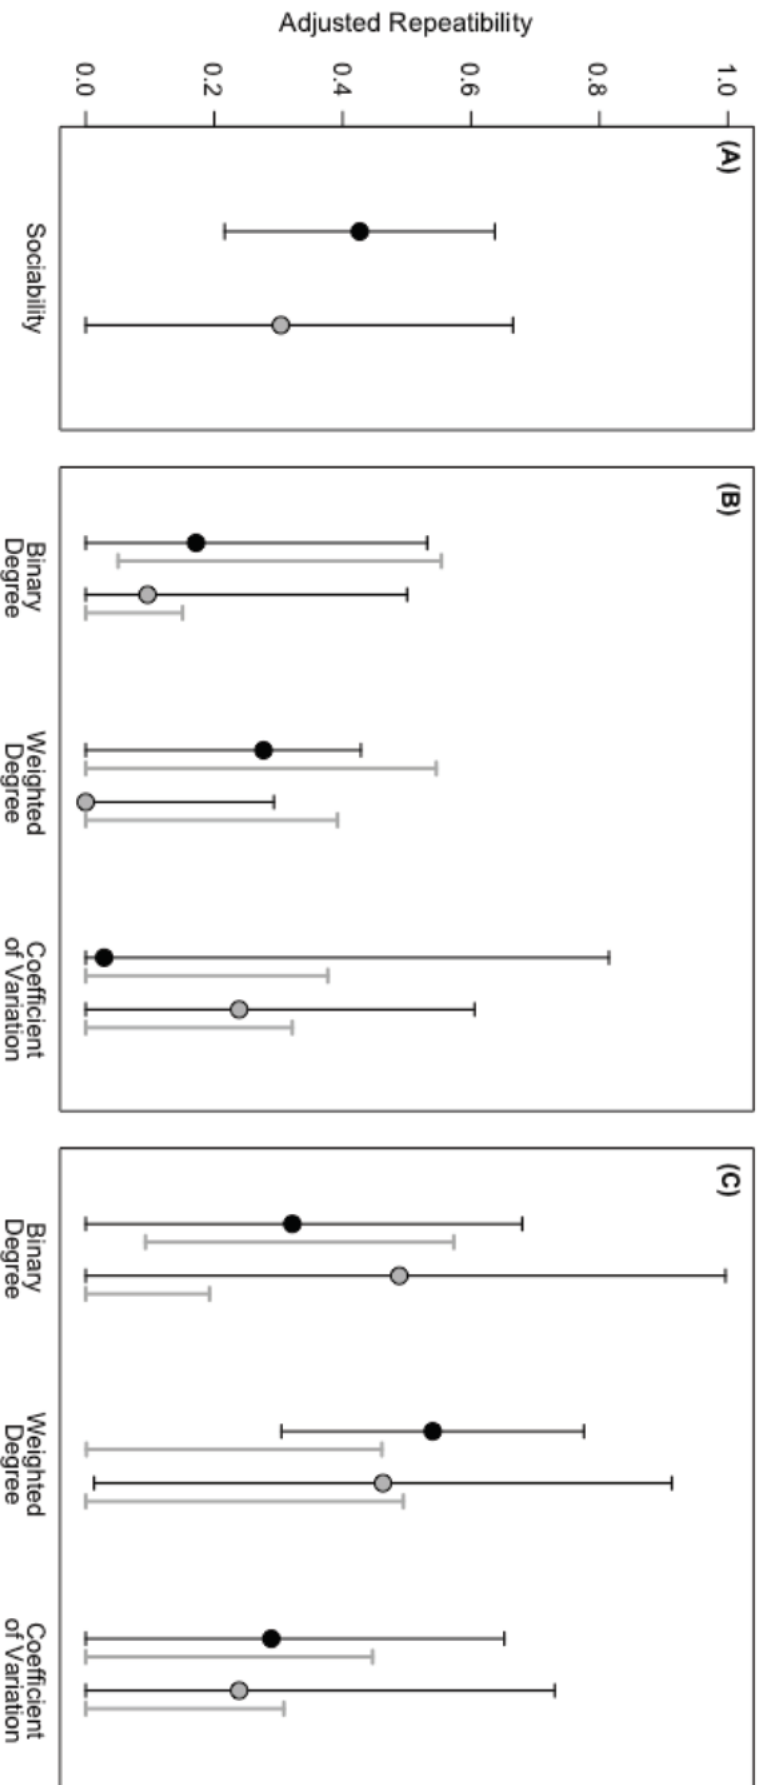 Adjusted Repeatibility
0.0
0.2
0.4
0.6
0.8
1.0
(A)
Sociability
(B)
Binary
Degree
Weighted
Degree
Coefficient
of Variation
(C)
Binary
Degree
Weighted
Degree
Coefficient
of Variation